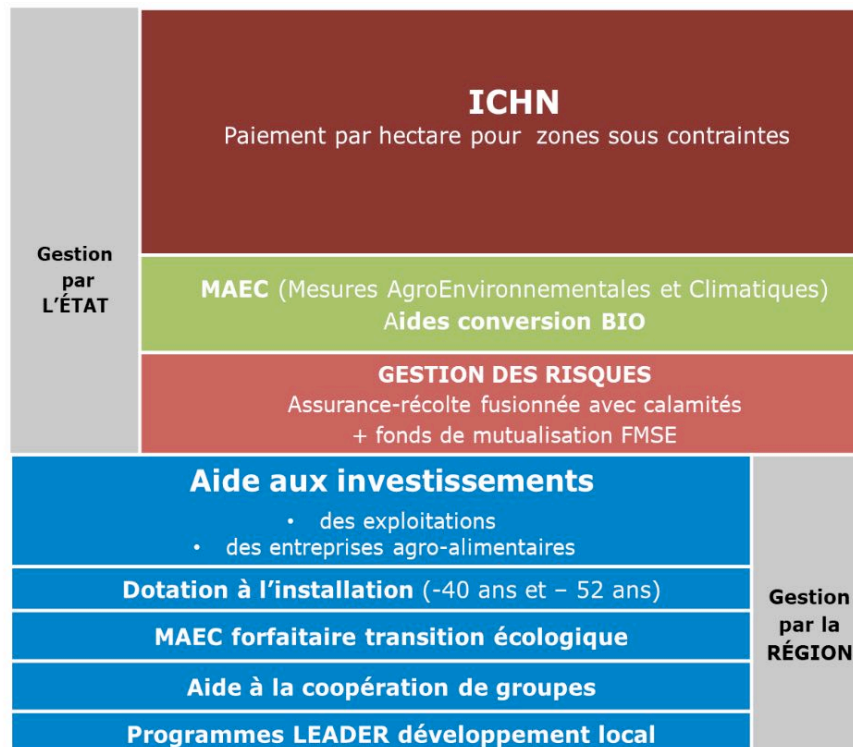 ICHN
Paiement par hectare pour zones sous contraintes
Gestion
par
L'ÉTAT
MAEC (Mesures AgroEnvironnementales et Climatiques)
Aides conversion BIO
GESTION DES RISQUES
Assurance-récolte fusionnée avec calamités
+ fonds de mutualisation FMSE
Aide aux investissements
• des exploitations
• des entreprises agro-alimentaires
Dotation à l'installation (-40 ans et – 52 ans)
MAEC forfaitaire transition écologique
Aide à la coopération de groupes
Programmes LEADER développement local
Gestion
par la
RÉGION